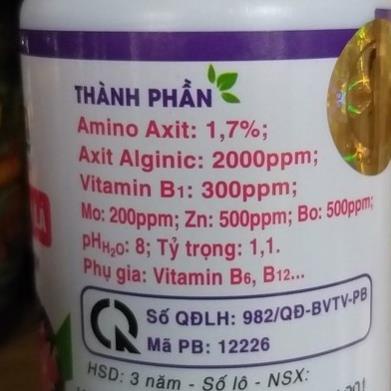 THÀNH PHẦN
Amino Axit: 1,7%;
Axit Alginic: 2000ppm;
Vitamin B1: 300ppm;
Mo: 200ppm; Zn: 500ppm; Bo: 500ppm;
pHH2O: 8; Tỷ trọng: 1,1.
Phụ gia: Vitamin B6, B12...
Số QĐLH: 982/QĐ-BVTV-PB
Mã PB: 12226
HSD: 3 năm - Số lô - NSX: